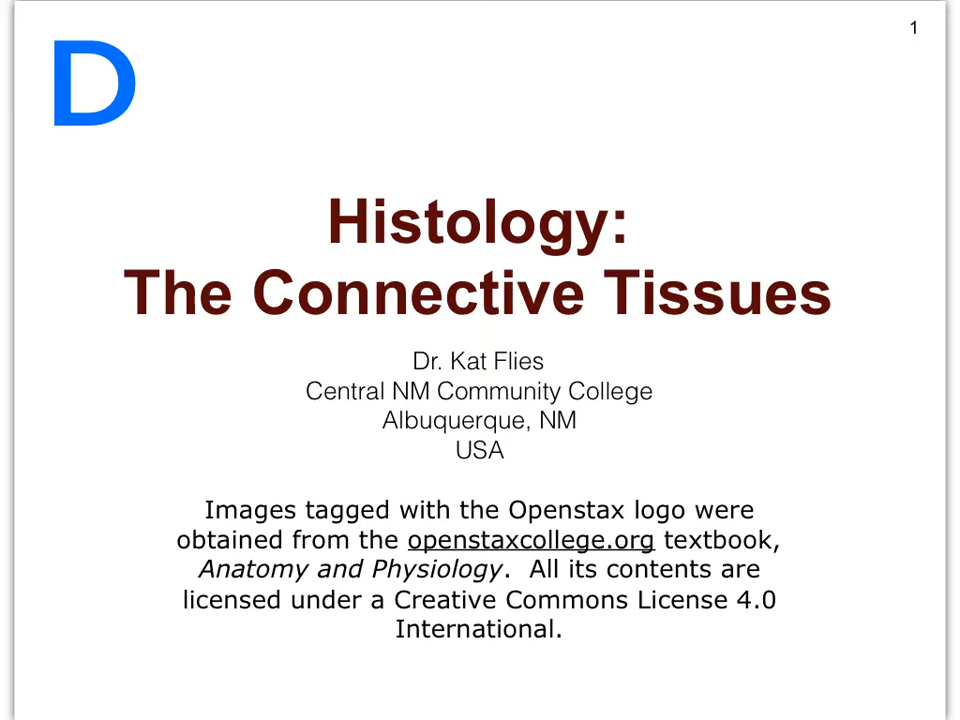 1
D
Histology:
The Connective Tissues
Dr. Kat Flies
Central NM Community College
Albuquerque, NM
USA
Images tagged with the Openstax logo were
obtained from the openstaxcollege.org textbook,
Anatomy and Physiology.  All its contents are
licensed under a Creative Commons License 4.0
International.